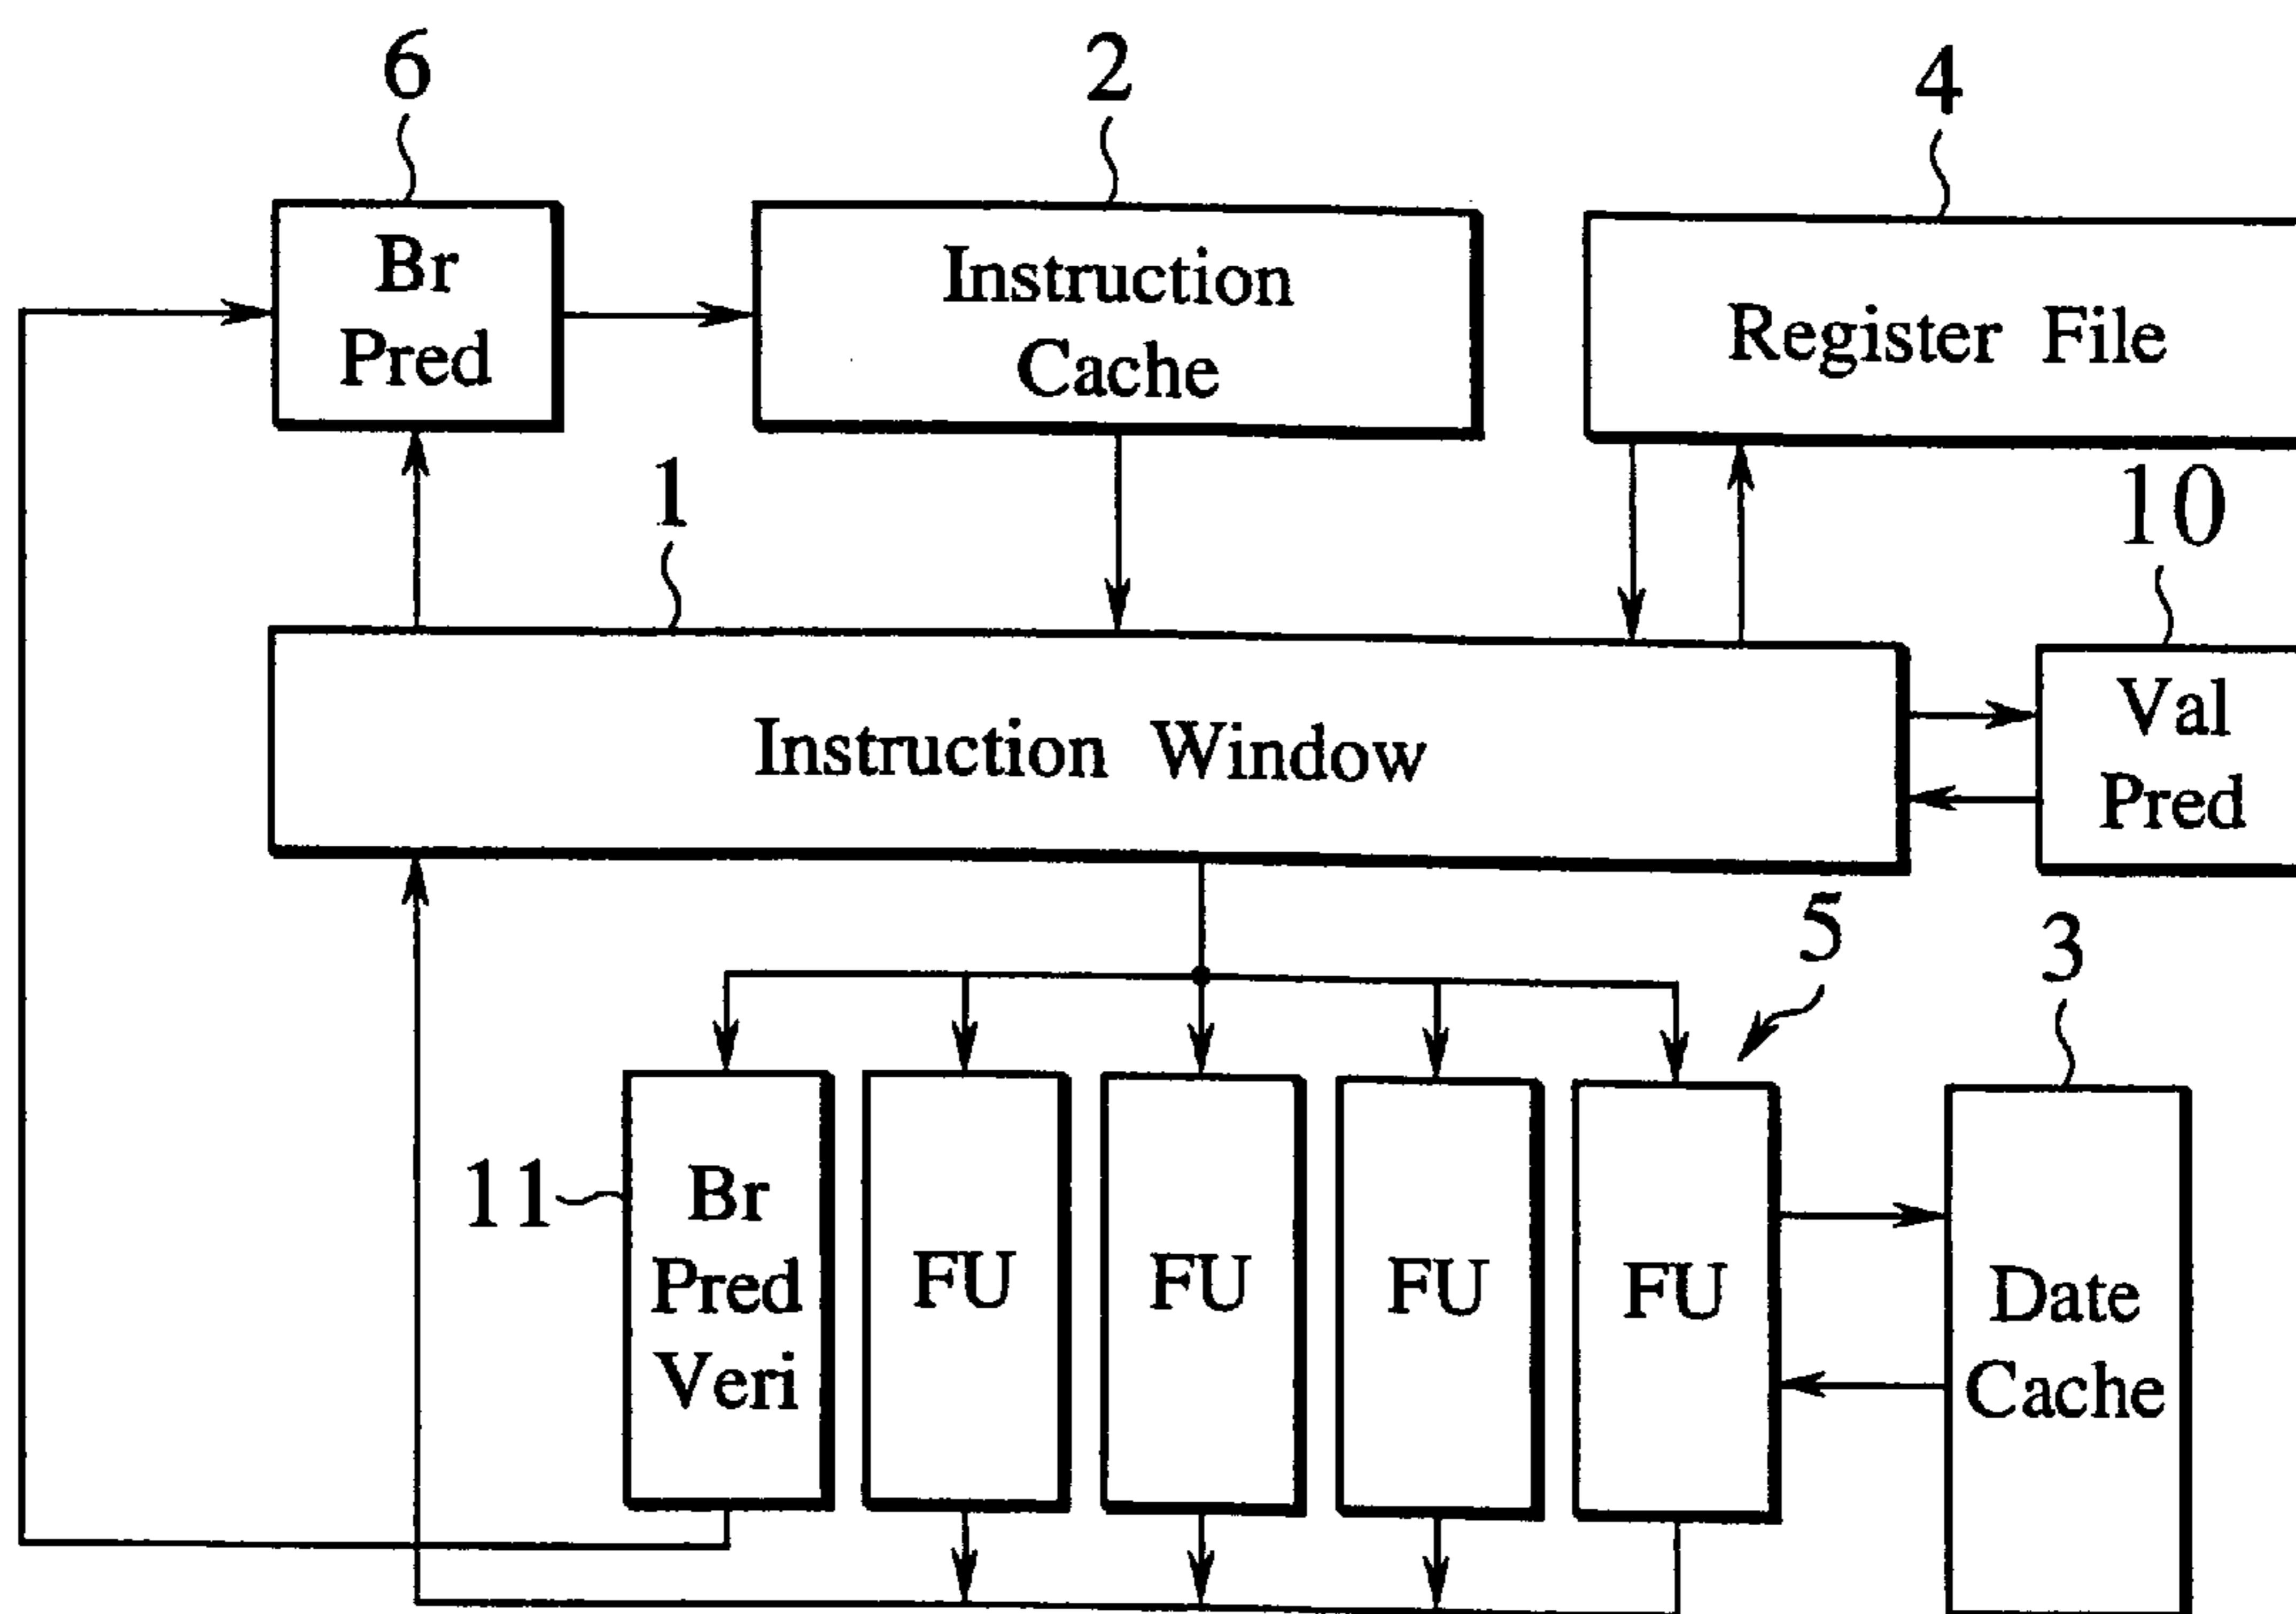 6
2
4
Br
Pred
Instruction
Cache
Register File
1
10
Instruction Window
Val
Pred
5
3
11
Br
Pred
Veri
FU
FU
FU
FU
Date
Cache